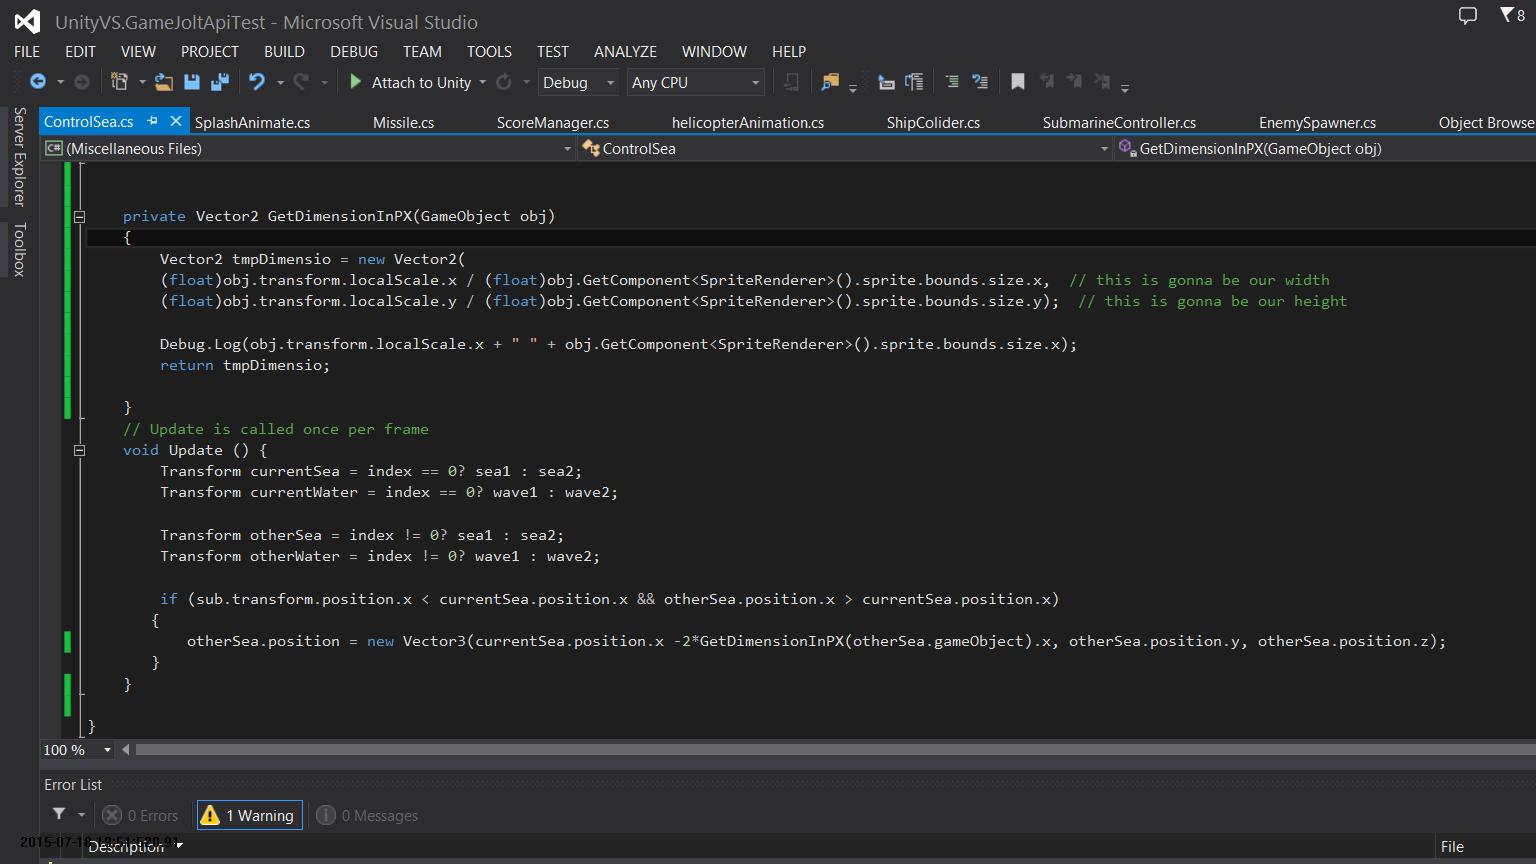 UnityVS.GameJoltApiTest - Microsoft Visual Studio
8
FILE EDIT VIEW PROJECT BUILD DEBUG TEAM TOOLS TEST ANALYZE WINDOW HELP
Attach to Unity Debug Any CPU
Server Explorer
Toolbox
ControlSea.cs SplashAnimate.cs Missile.cs ScoreManager.cs helicopterAnimation.cs ShipColider.cs SubmarineController.cs EnemySpawner.cs Object Browse
C# (Miscellaneous Files) ControlSea GetDimensionInPX(GameObject obj)
private Vector2 GetDimensionInPX(GameObject obj)
{
Vector2 tmpDimensio = new Vector2(
(float)obj.transform.localScale.x / (float)obj.GetComponent<SpriteRenderer>().sprite.bounds.size.x, // this is gonna be our width
(float)obj.transform.localScale.y / (float)obj.GetComponent<SpriteRenderer>().sprite.bounds.size.y); // this is gonna be our height
Debug.Log(obj.transform.localScale.x + " " + obj.GetComponent<SpriteRenderer>().sprite.bounds.size.x);
return tmpDimensio;
}
// Update is called once per frame
void Update () {
Transform currentSea = index == 0? sea1 : sea2;
Transform currentWater = index == 0? wave1 : wave2;
Transform otherSea = index != 0? sea1 : sea2;
Transform otherWater = index != 0? wave1 : wave2;
if (sub.transform.position.x < currentSea.position.x && otherSea.position.x > currentSea.position.x)
{
otherSea.position = new Vector3(currentSea.position.x -2*GetDimensionInPX(otherSea.gameObject).x, otherSea.position.y, otherSea.position.z);
}
}
}
100 %
Error List
0 Errors 1 Warning 0 Messages
Description File